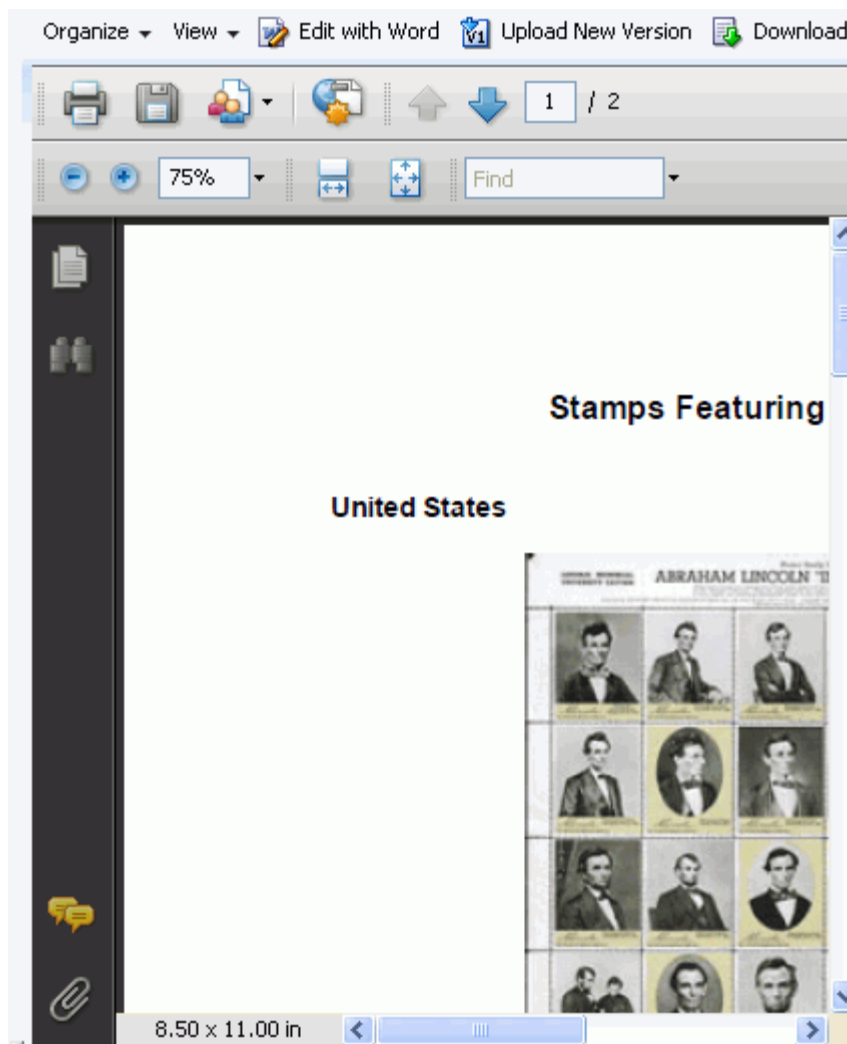 Organize View Edit with Word V1 Upload New Version Download
1 / 2
75% Find
Stamps Featuring
United States
ABRAHAM LINCOLN
8.50 x 11.00 in